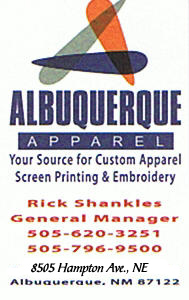 ALBUQUERQUE
APPAREL
Your Source for Custom Apparel
Screen Printing & Embroidery
Rick Shankles
General Manager
505-620-3251
505-796-9500
8505 Hampton Ave., NE
Albuquerque, NM 87122